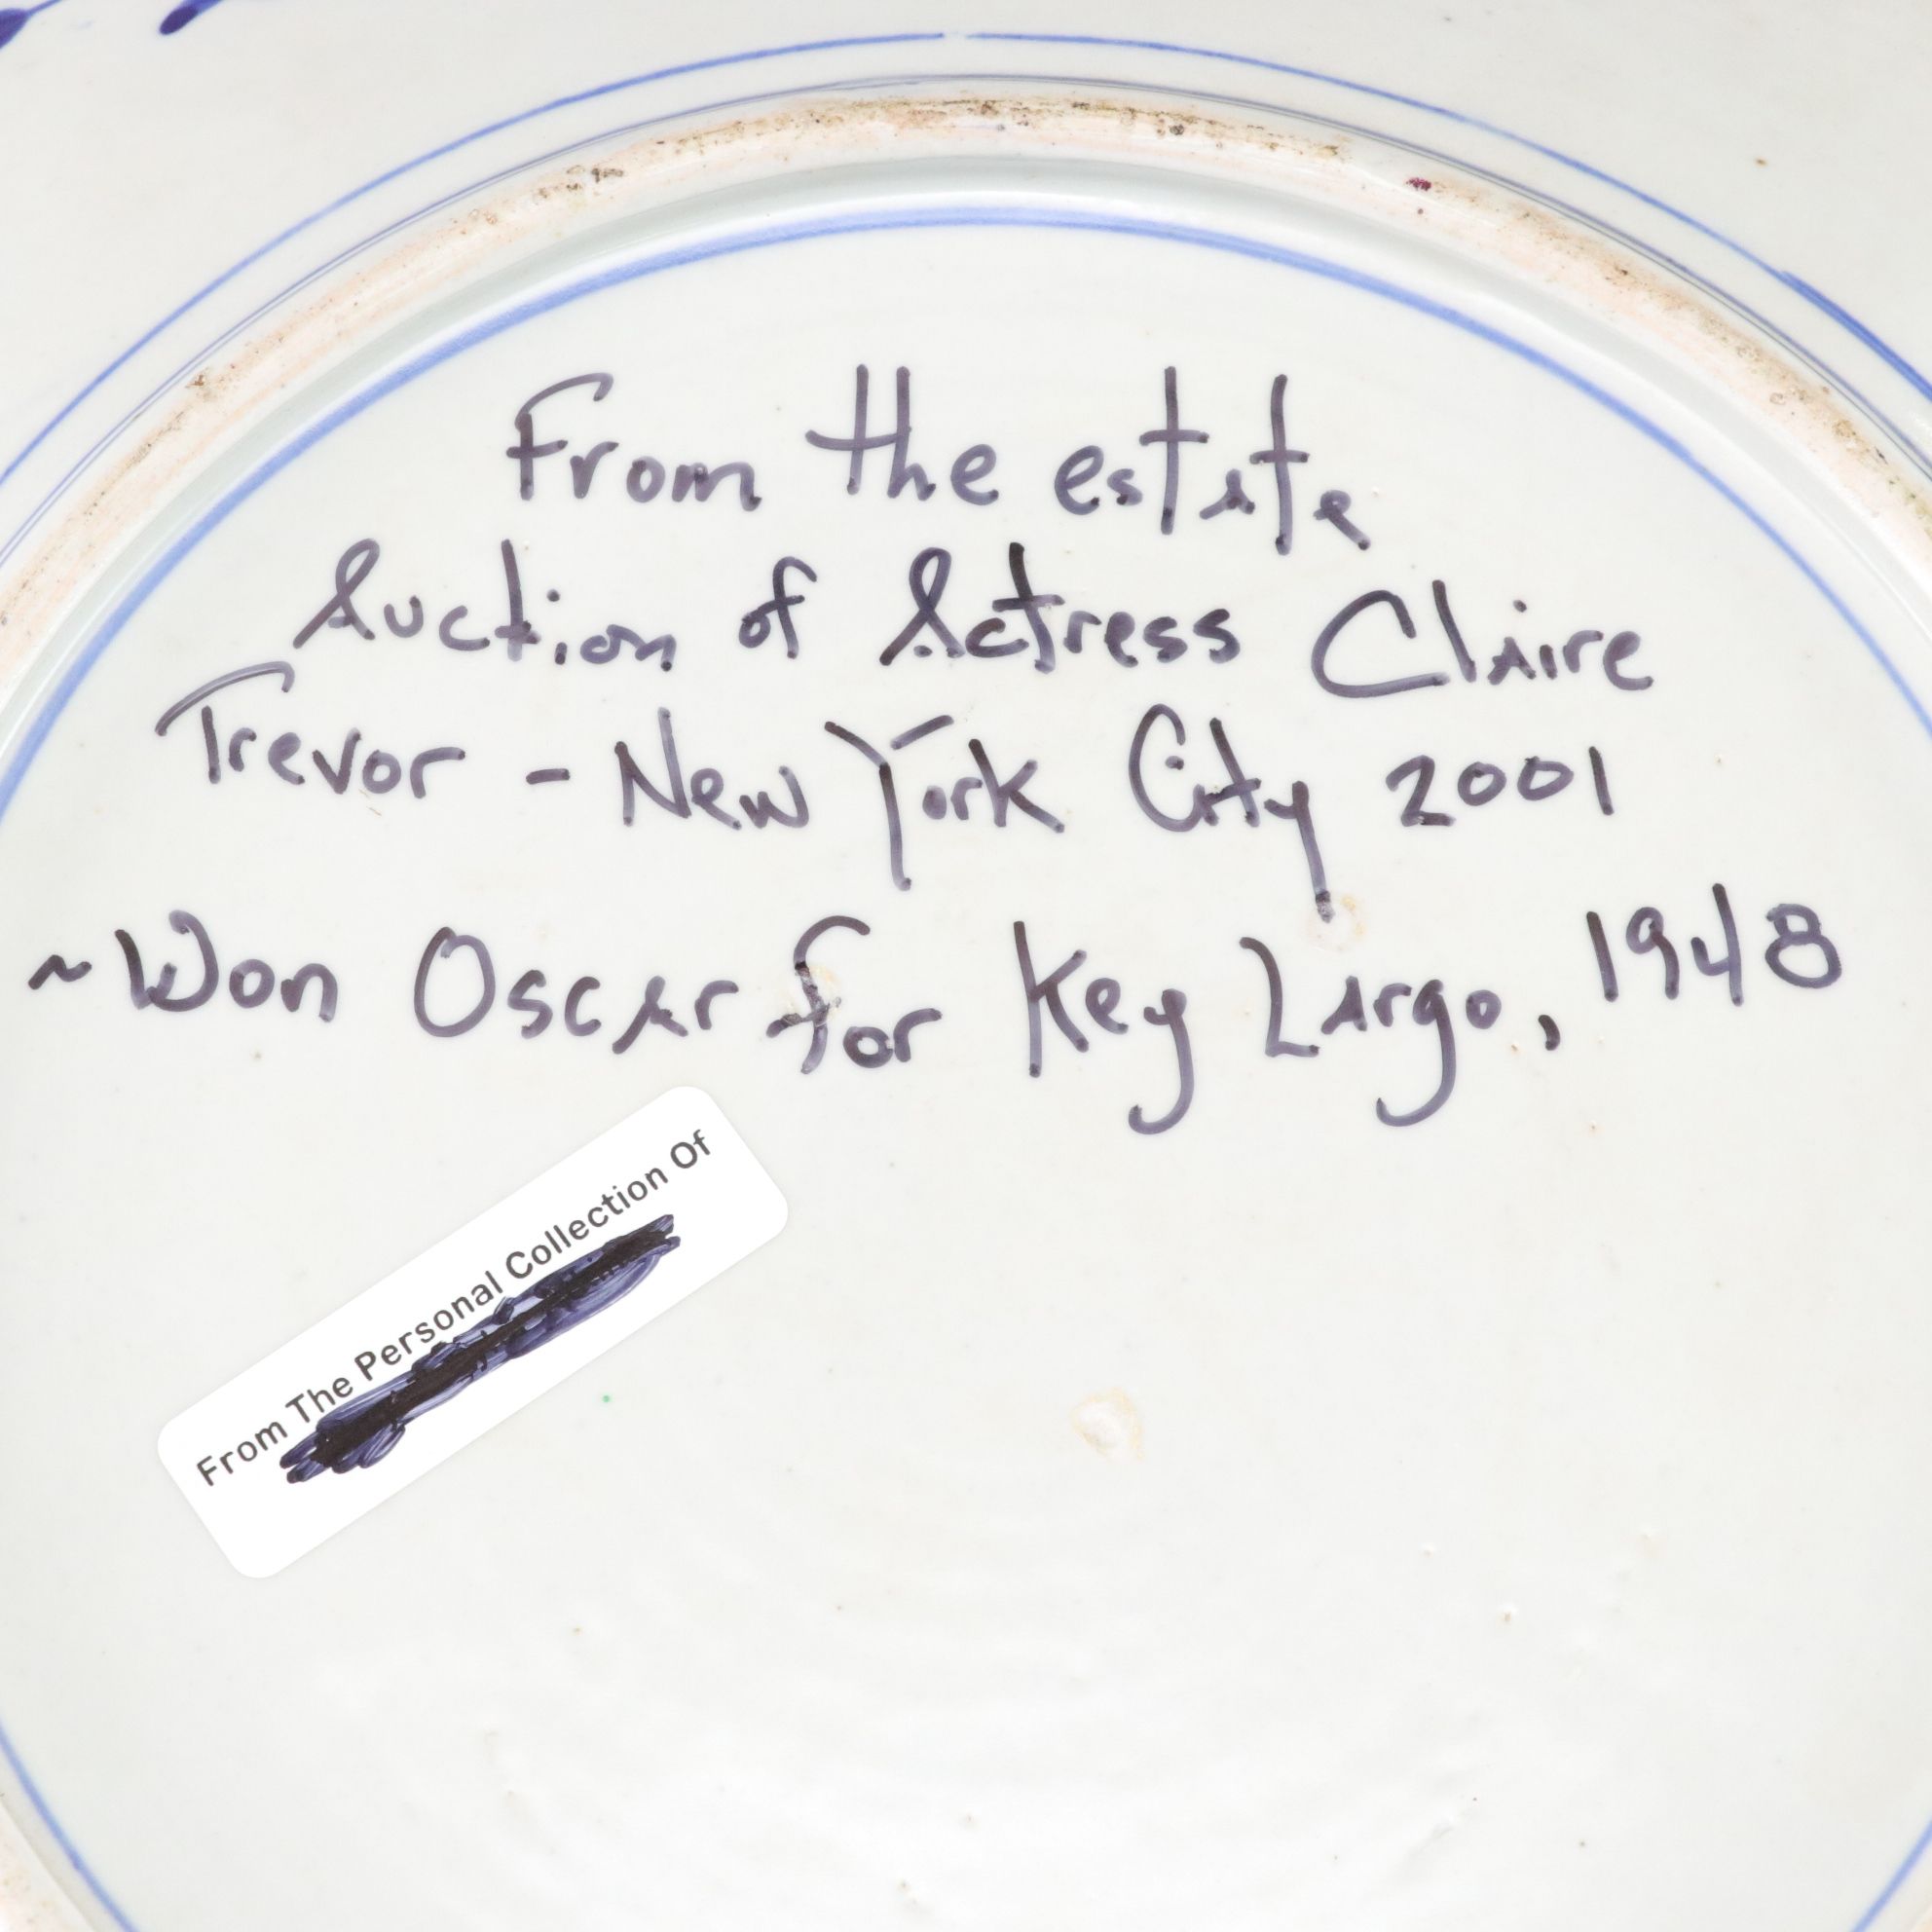 From the estate
Auction of Actress Claire
Trevor - New York City 2001
~ Won Oscar for Key Largo, 1948
From The Personal Collection Of